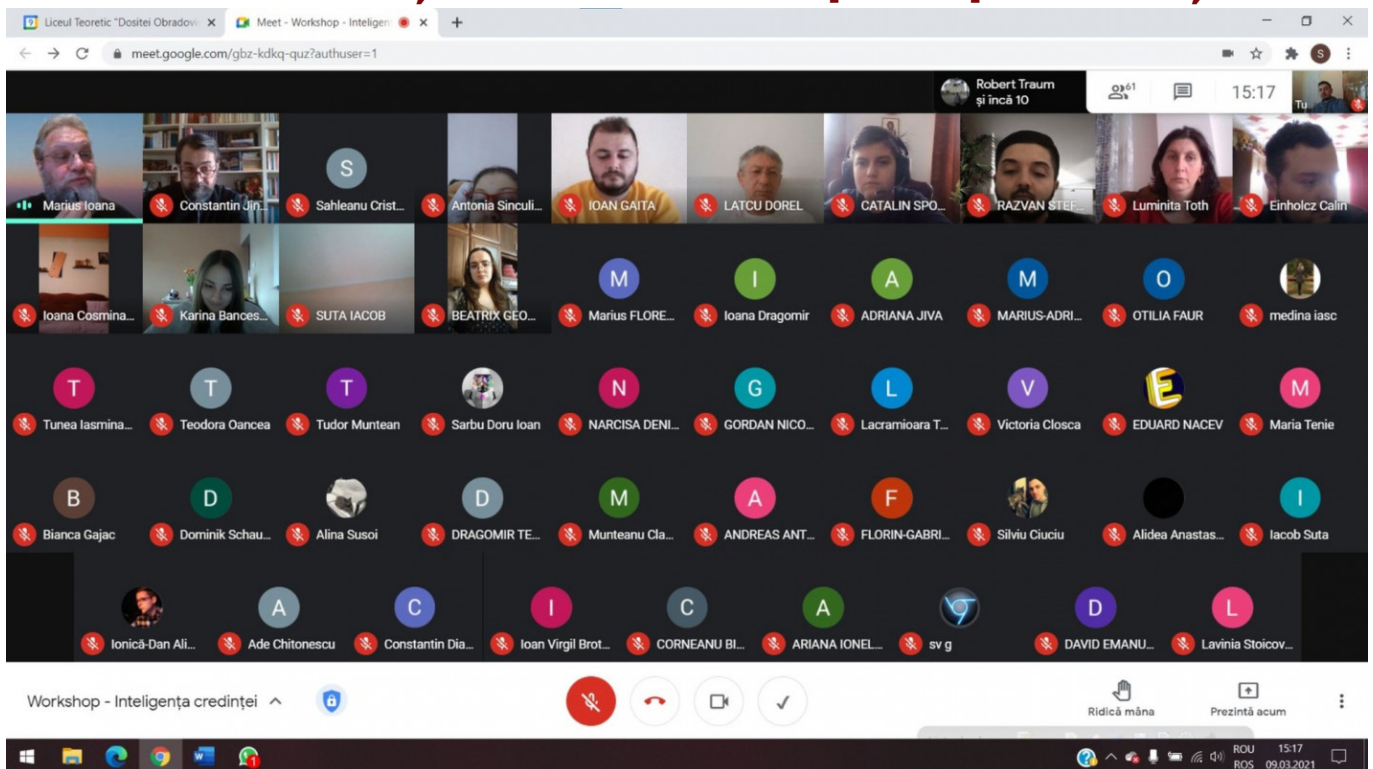 Liceul Teoretic "Dositei Obradovi
Meet - Workshop - Inteligen
meet.google.com/gbz-kdkq-quz?authuser=1
S
Robert Traum
și încă 10
61
15:17
Tu
S
Marius Ioana
Constantin Jin...
Sahleanu Crist...
Antonia Sinculi...
IOAN GAITA
LATCU DOREL
CATALIN SPO...
RAZVAN STEF...
Luminita Toth
Einholcz Calin
M
I
A
M
O
Ioana Cosmina...
Karina Bances...
SUTA IACOB
BEATRIX GEO...
Marius FLORE...
Ioana Dragomir
ADRIANA JIVA
MARIUS-ADRI...
OTILIA FAUR
medina iasc
T
T
T
N
G
L
V
E
M
Tunea Iasmina...
Teodora Oancea
Tudor Muntean
Sarbu Doru Ioan
NARCISA DENI...
GORDAN NICO...
Lacramioara T...
Victoria Closca
EDUARD NACEV
Maria Tenie
B
D
D
M
A
F
I
Bianca Gajac
Dominik Schau...
Alina Susoi
DRAGOMIR TE...
Munteanu Cla...
ANDREAS ANT...
FLORIN-GABRI...
Silviu Ciuciu
Alidea Anastas...
Iacob Suta
A
C
I
C
A
D
L
Ionică-Dan Ali...
Ade Chitonescu
Constantin Dia...
Ioan Virgil Brot...
CORNEANU BI...
ARIANA IONEL...
sv g
DAVID EMANU...
Lavinia Stoicov...
Workshop - Inteligența credinței
Ridică mâna
Prezintă acum
ROU
ROS
15:17
09.03.2021